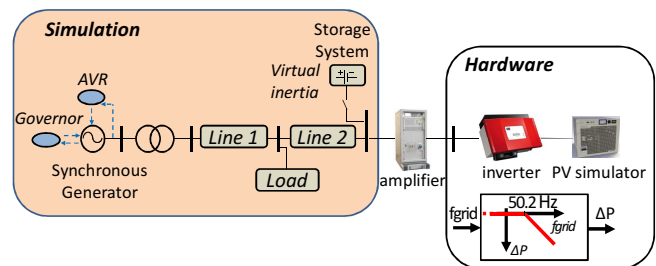 Simulation
Storage
System
Virtual
inertia
AVR
Governor
Synchronous
Generator
Line 1
Line 2
Load
amplifier
Hardware
inverter
PV simulator
fgrid
50.2 Hz
fgrid
ΔP
ΔP